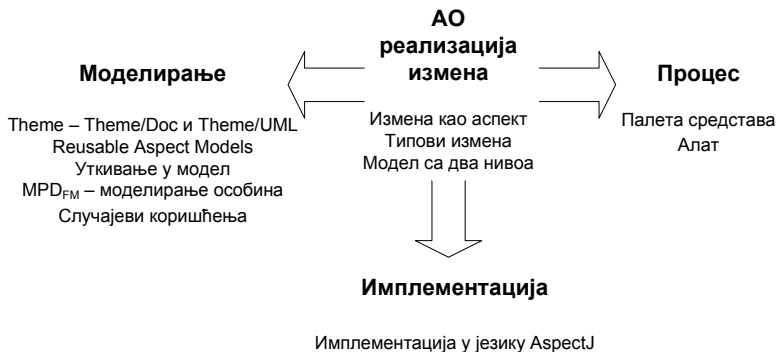 АО
реализација
измена
Моделирање
Процес
Измена као аспект
Типови измена
Модел са два нивоа
Theme – Theme/Doc и Theme/UML
Reusable Aspect Models
Уткивање у модел
MPD_FM – моделирање особина
Случајеви коришћења
Палета средстава
Алат
Имплементација
Имплементација у језику AspectJ